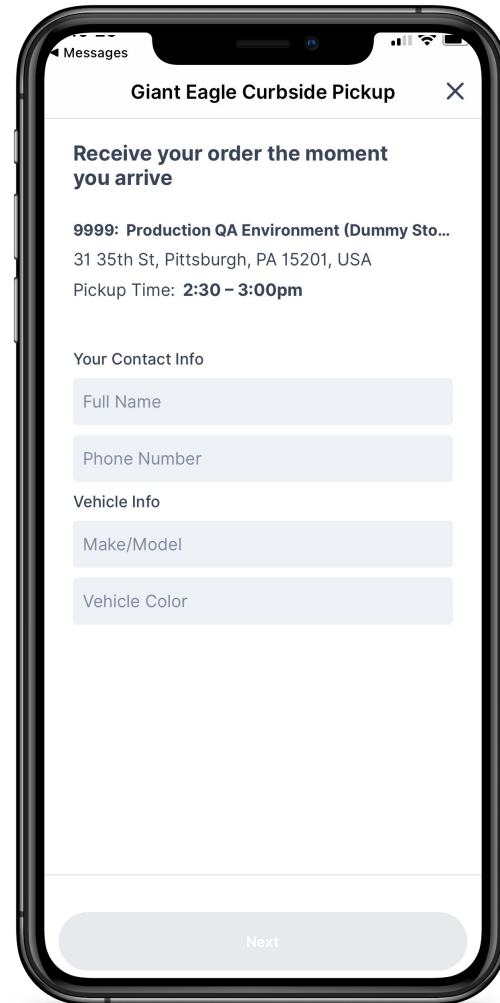 Messages
Giant Eagle Curbside Pickup
Receive your order the moment
you arrive
9999: Production QA Environment (Dummy Sto...
31 35th St, Pittsburgh, PA 15201, USA
Pickup Time: 2:30 – 3:00pm
Your Contact Info
Full Name
Phone Number
Vehicle Info
Make/Model
Vehicle Color
Next